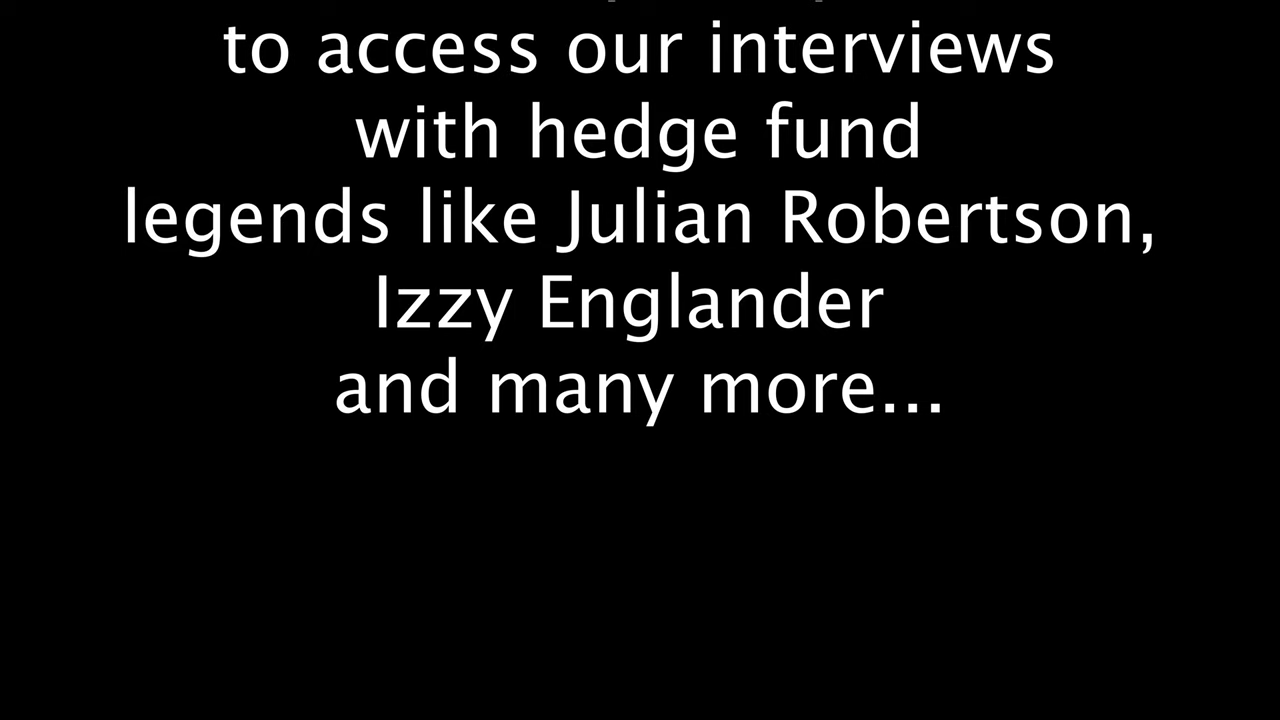 to access our interviews
with hedge fund
legends like Julian Robertson,
Izzy Englander
and many more...